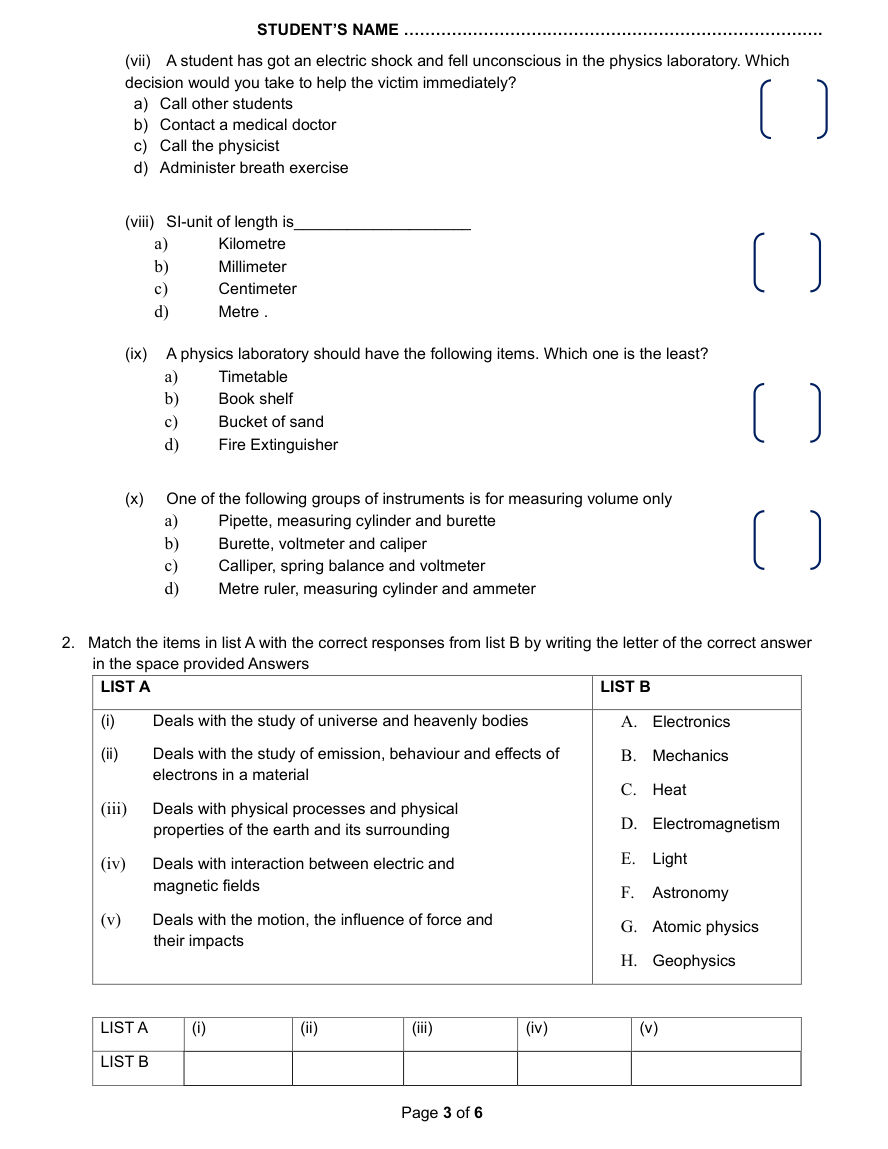 STUDENT'S NAME ……………………………………………………………………
(vii) A student has got an electric shock and fell unconscious in the physics laboratory. Which
decision would you take to help the victim immediately?
a) Call other students
b) Contact a medical doctor
c) Call the physicist
d) Administer breath exercise
(viii) SI-unit of length is____________________
a) Kilometre
b) Millimeter
c) Centimeter
d) Metre .
(ix) A physics laboratory should have the following items. Which one is the least?
a) Timetable
b) Book shelf
c) Bucket of sand
d) Fire Extinguisher
(x) One of the following groups of instruments is for measuring volume only
a) Pipette, measuring cylinder and burette
b) Burette, voltmeter and caliper
c) Calliper, spring balance and voltmeter
d) Metre ruler, measuring cylinder and ammeter
2. Match the items in list A with the correct responses from list B by writing the letter of the correct answer
in the space provided Answers
LIST A
(i) Deals with the study of universe and heavenly bodies
(ii) Deals with the study of emission, behaviour and effects of
electrons in a material
(iii) Deals with physical processes and physical
properties of the earth and its surrounding
(iv) Deals with interaction between electric and
magnetic fields
(v) Deals with the motion, the influence of force and
their impacts
LIST B
A. Electronics
B. Mechanics
C. Heat
D. Electromagnetism
E. Light
F. Astronomy
G. Atomic physics
H. Geophysics
LIST A (i) (ii) (iii) (iv) (v)
LIST B
Page 3 of 6